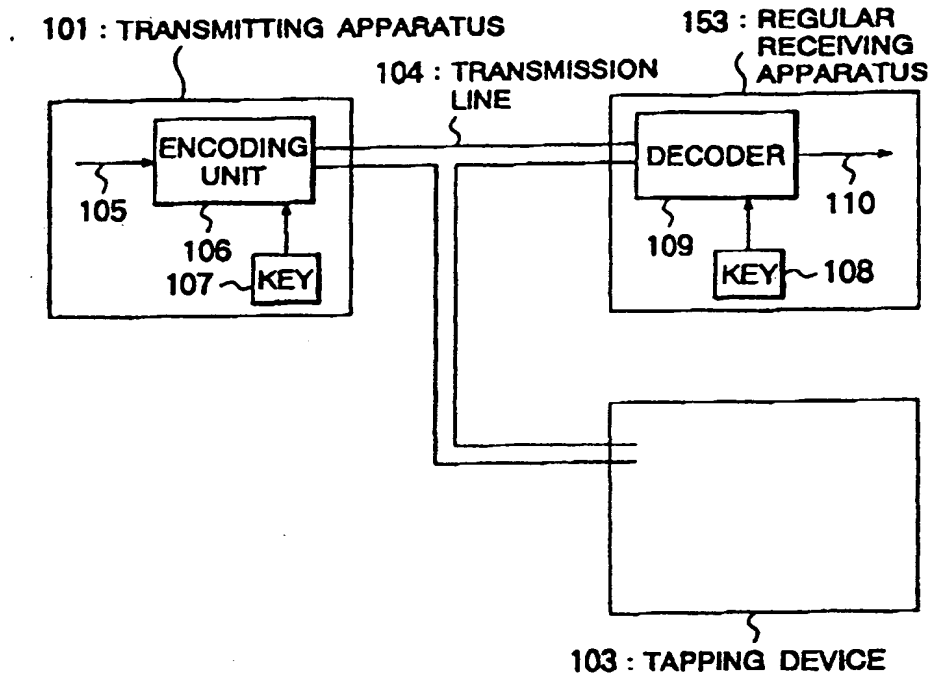 101 : TRANSMITTING APPARATUS
153 : REGULAR
RECEIVING
APPARATUS
104 : TRANSMISSION
LINE
ENCODING
UNIT
DECODER
105
106
109
110
107
KEY
KEY
108
103 : TAPPING DEVICE